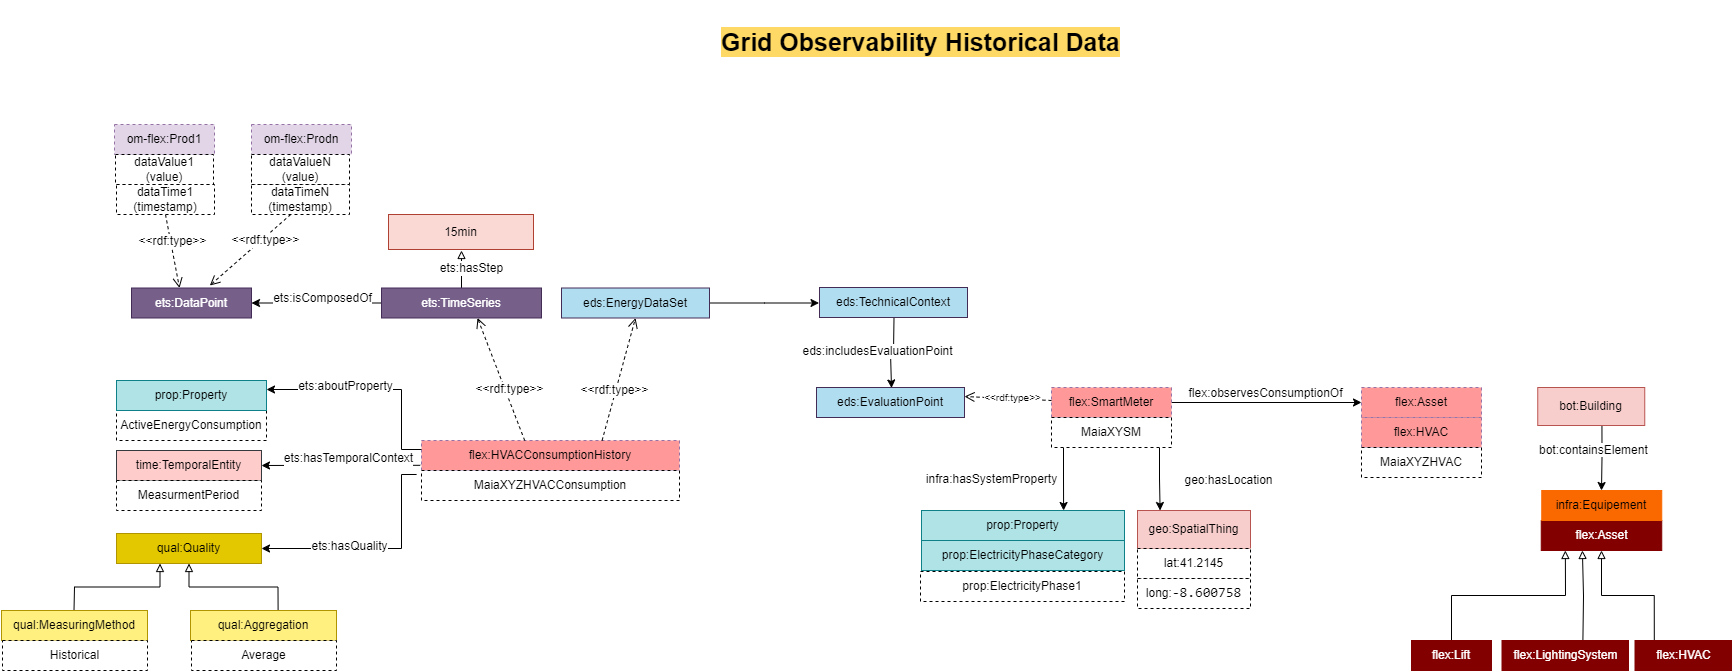 Grid Observability Historical Data
om-flex:Prod1
dataValue1
(value)
dataTime1
(timestamp)
om-flex:Prodn
dataValueN
(value)
dataTimeN
(timestamp)
<<rdf:type>>
<<rdf:type>>
15min
ets:hasStep
ets:DataPoint
ets:isComposedOf
ets:TimeSeries
eds:EnergyDataSet
eds:TechnicalContext
eds:includesEvaluationPoint
<<rdf:type>>
<<rdf:type>>
prop:Property
ActiveEnergyConsumption
ets:aboutProperty
time:TemporalEntity
MeasurmentPeriod
ets:hasTemporalContext
flex:HVACConsumptionHistory
MaiaXYZHVACConsumption
qual:Quality
ets:hasQuality
qual:MeasuringMethod
Historical
qual:Aggregation
Average
eds:EvaluationPoint
<<rdf:type>>
flex:SmartMeter
MaiaXYSM
flex:observesConsumptionOf
flex:Asset
flex:HVAC
MaiaXYZHVAC
infra:hasSystemProperty
geo:hasLocation
prop:Property
prop:ElectricityPhaseCategory
prop:ElectricityPhase1
geo:SpatialThing
lat:41.2145
long:-8.600758
bot:Building
bot:containsElement
infra:Equipement
flex:Asset
flex:Lift
flex:LightingSystem
flex:HVAC